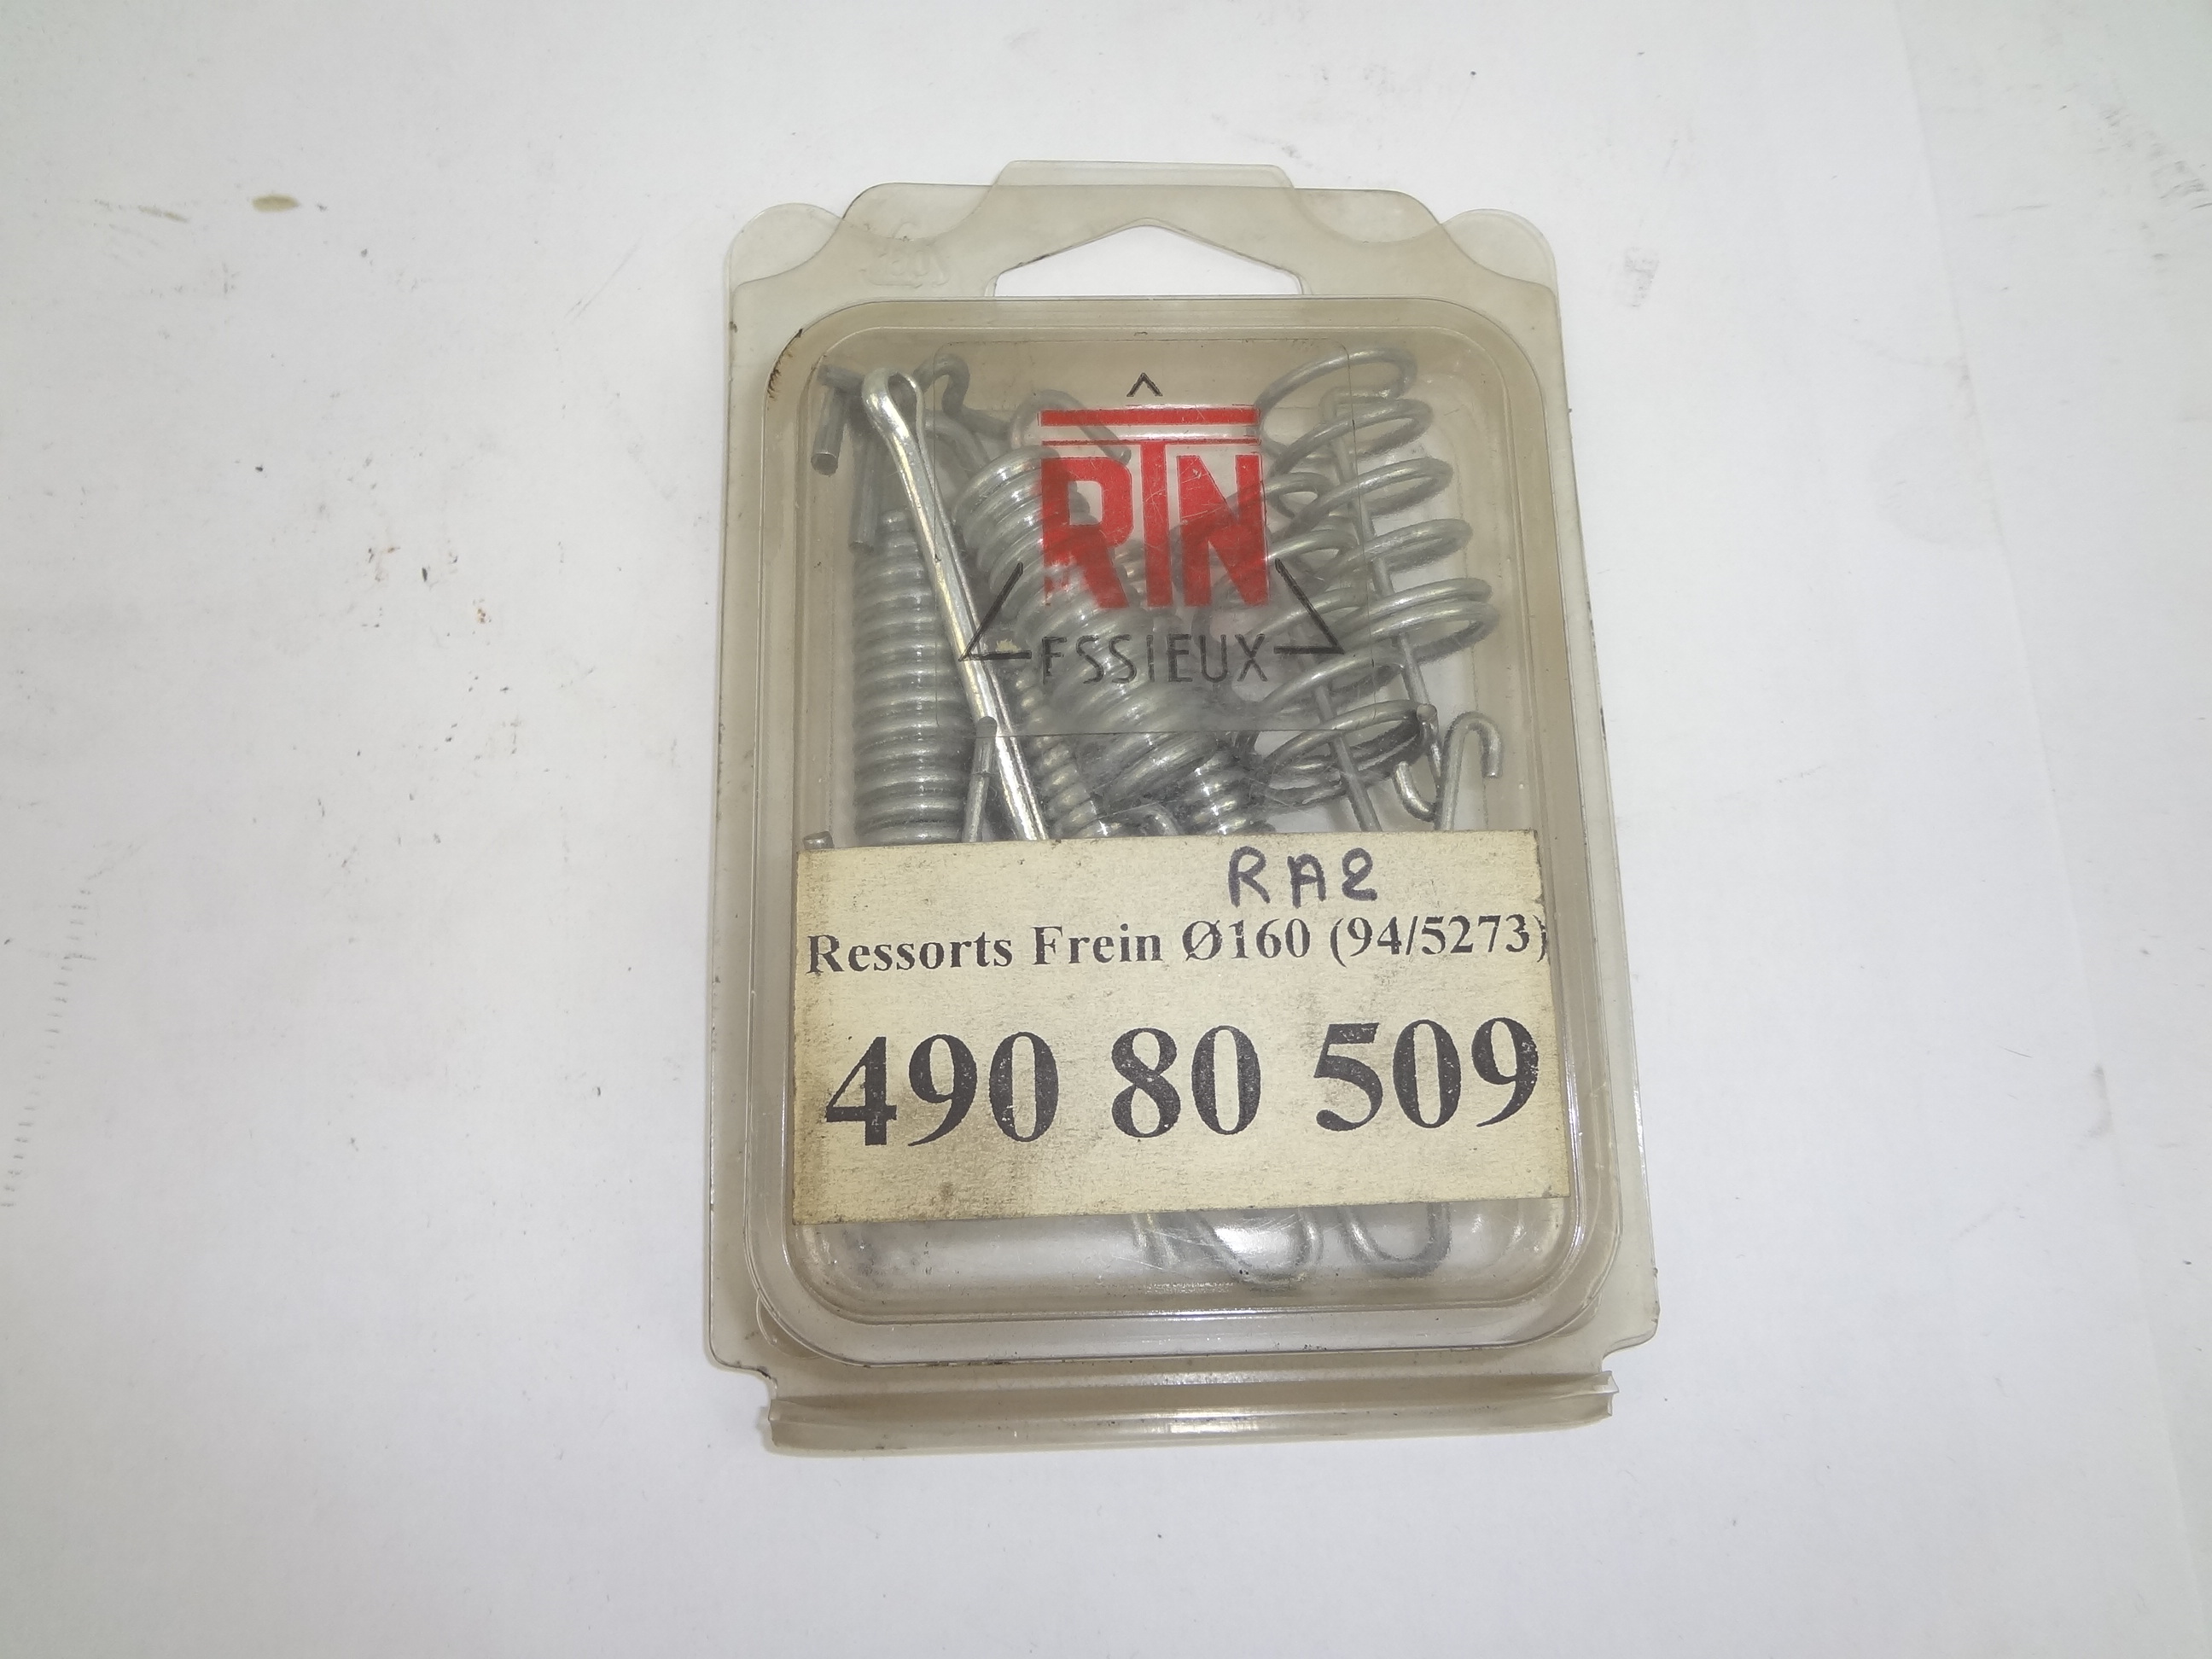 RTN
ESSIEUX
RA2
Ressorts Frein Ø160 (94/5273)
490 80 509